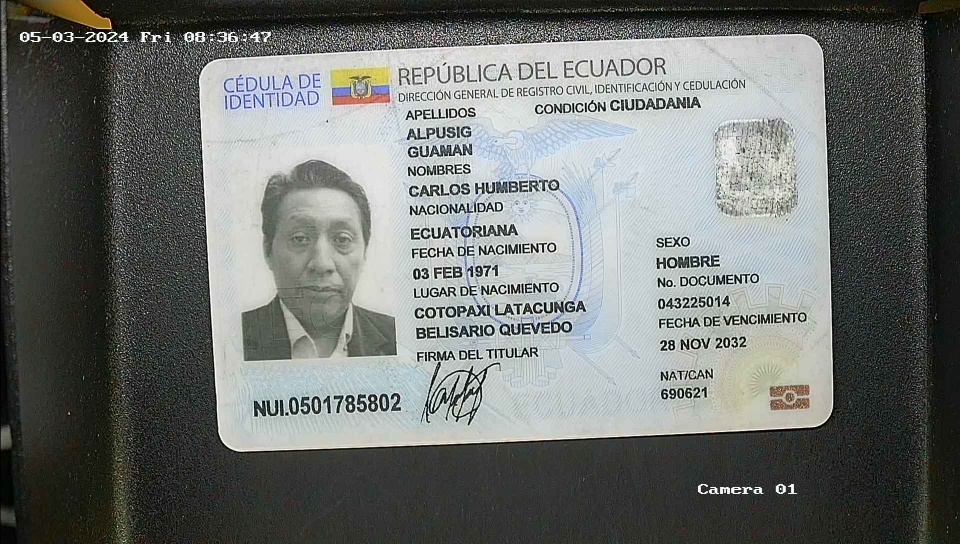 05-03-2024 Fri 08:36:47
CÉDULA DE
IDENTIDAD
REPÚBLICA DEL ECUADOR
DIRECCIÓN GENERAL DE REGISTRO CIVIL, IDENTIFICACIÓN Y CEDULACIÓN
APELLIDOS
CONDICIÓN CIUDADANIA
ALPUSIG
GUAMAN
NOMBRES
CARLOS HUMBERTO
NACIONALIDAD
ECUATORIANA
FECHA DE NACIMIENTO
03 FEB 1971
LUGAR DE NACIMIENTO
COTOPAXI LATACUNGA
BELISARIO QUEVEDO
FIRMA DEL TITULAR
SEXO
HOMBRE
No. DOCUMENTO
043225014
FECHA DE VENCIMIENTO
28 NOV 2032
NAT/CAN
690621
NUI.0501785802
Camera 01